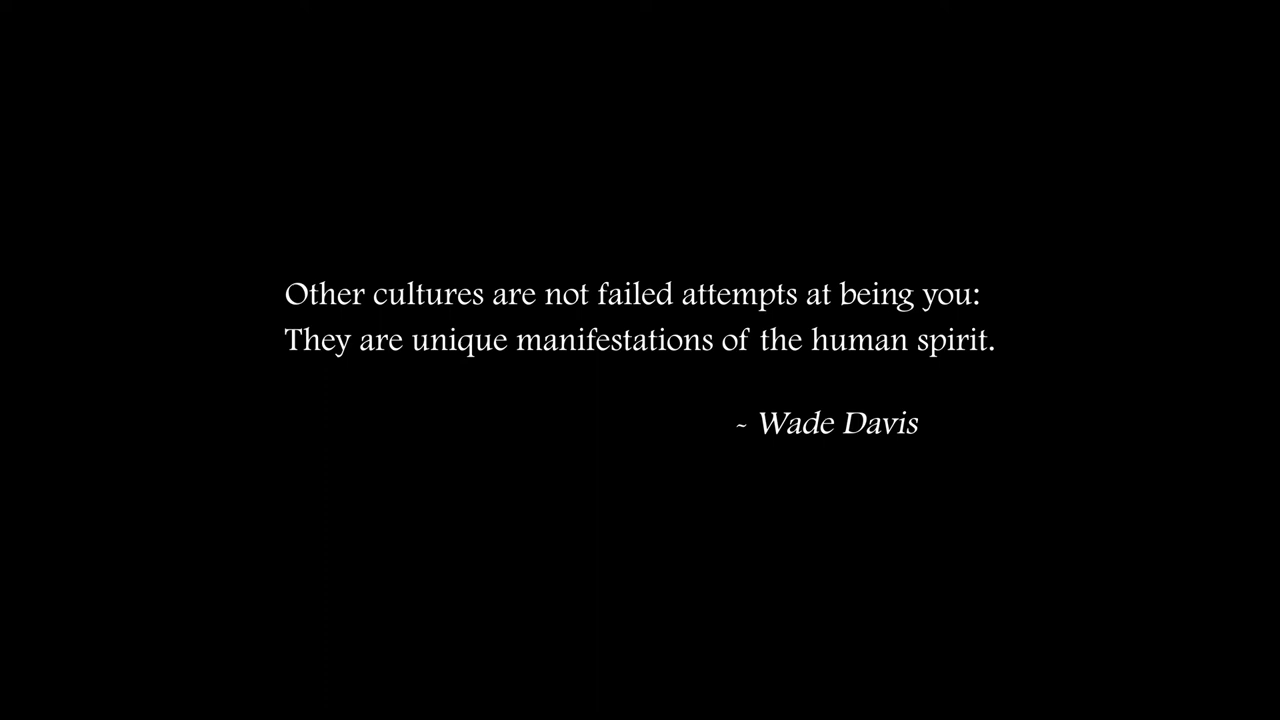 Other cultures are not failed attempts at being you:
They are unique manifestations of the human spirit.
~ Wade Davis